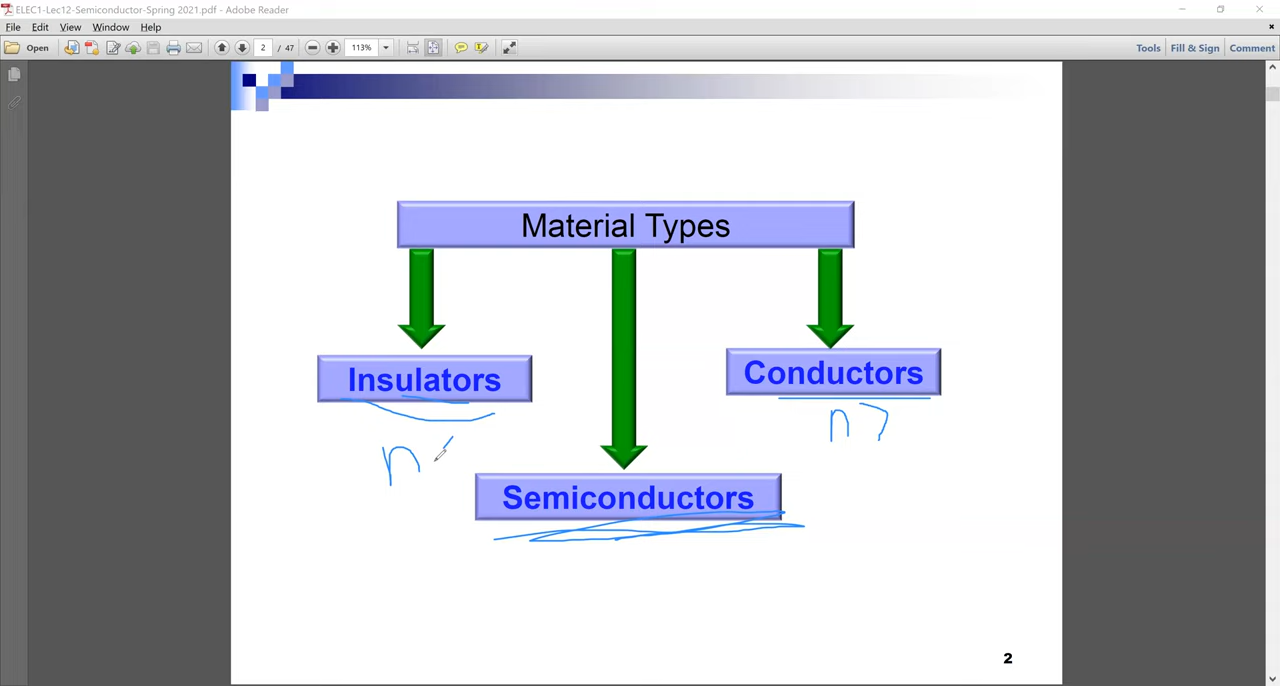 ELEC1-Lec12-Semiconductor-Spring 2021.pdf - Adobe Reader
File Edit View Window Help
Open 2 / 47 113% Tools Fill & Sign Comment
Material Types
Insulators
Conductors
n >
n
Semiconductors
2